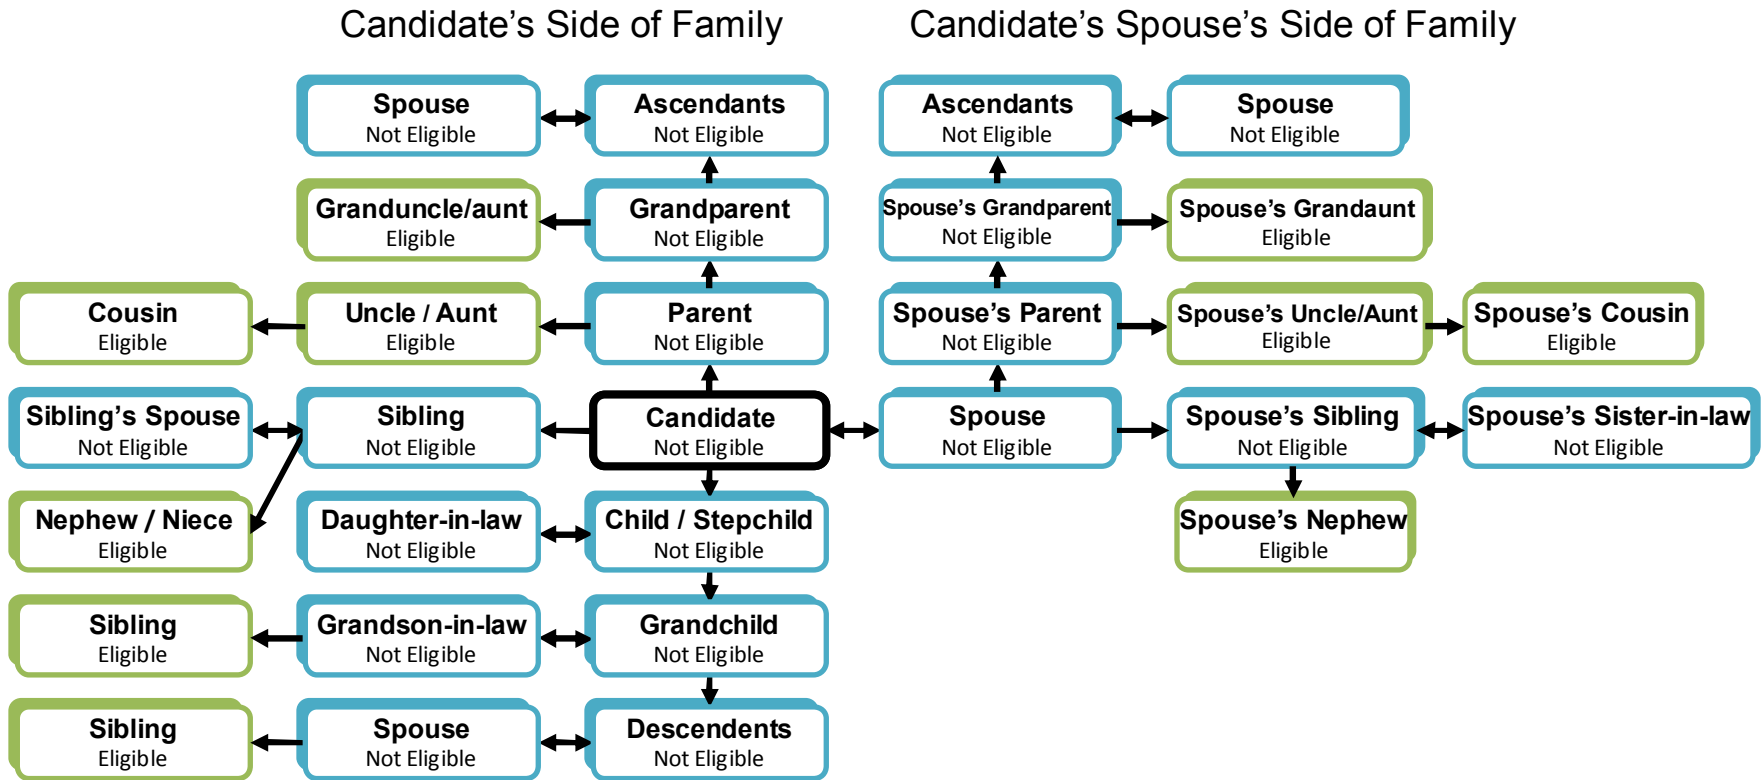 Candidate’s Side of Family
Candidate’s Spouse’s Side of Family
Spouse
Not Eligible
Ascendants
Not Eligible
Ascendants
Not Eligible
Spouse
Not Eligible
Granduncle/aunt
Eligible
Grandparent
Not Eligible
Spouse’s Grandparent
Not Eligible
Spouse’s Grandaunt
Eligible
Cousin
Eligible
Uncle / Aunt
Eligible
Parent
Not Eligible
Spouse’s Parent
Not Eligible
Spouse’s Uncle/Aunt
Eligible
Spouse’s Cousin
Eligible
Sibling’s Spouse
Not Eligible
Sibling
Not Eligible
Candidate
Not Eligible
Spouse
Not Eligible
Spouse’s Sibling
Not Eligible
Spouse’s Sister-in-law
Not Eligible
Nephew / Niece
Eligible
Daughter-in-law
Not Eligible
Child / Stepchild
Not Eligible
Spouse’s Nephew
Eligible
Sibling
Eligible
Grandson-in-law
Not Eligible
Grandchild
Not Eligible
Sibling
Eligible
Spouse
Not Eligible
Descendents
Not Eligible